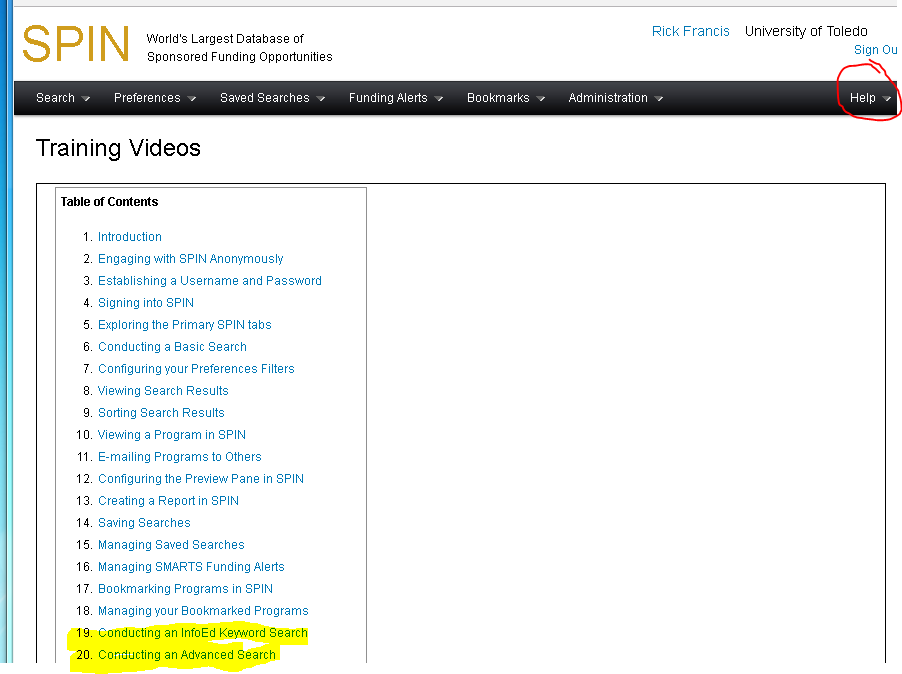 SPIN
World's Largest Database of
Sponsored Funding Opportunities
Rick Francis University of Toledo
Sign Ou
Search Preferences Saved Searches Funding Alerts Bookmarks Administration Help
Training Videos
Table of Contents
1. Introduction
2. Engaging with SPIN Anonymously
3. Establishing a Username and Password
4. Signing into SPIN
5. Exploring the Primary SPIN tabs
6. Conducting a Basic Search
7. Configuring your Preferences Filters
8. Viewing Search Results
9. Sorting Search Results
10. Viewing a Program in SPIN
11. E-mailing Programs to Others
12. Configuring the Preview Pane in SPIN
13. Creating a Report in SPIN
14. Saving Searches
15. Managing Saved Searches
16. Managing SMARTS Funding Alerts
17. Bookmarking Programs in SPIN
18. Managing your Bookmarked Programs
19. Conducting an InfoEd Keyword Search
20. Conducting an Advanced Search